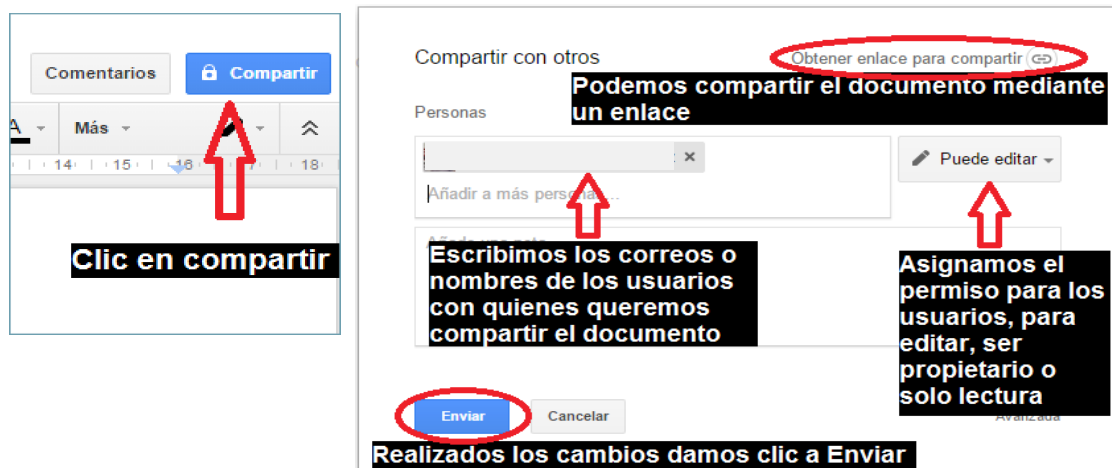 Comentarios
Compartir
A
Más
14 15 16 17 18
Clic en compartir
Compartir con otros
Obtener enlace para compartir
Podemos compartir el documento mediante
un enlace
Personas
Puede editar
Añadir a más personas...
Escribimos los correos o
nombres de los usuarios
con quienes queremos
compartir el documento
Asignamos el
permiso para los
usuarios, para
editar, ser
propietario o
solo lectura
Enviar
Cancelar
Realizados los cambios damos clic a Enviar